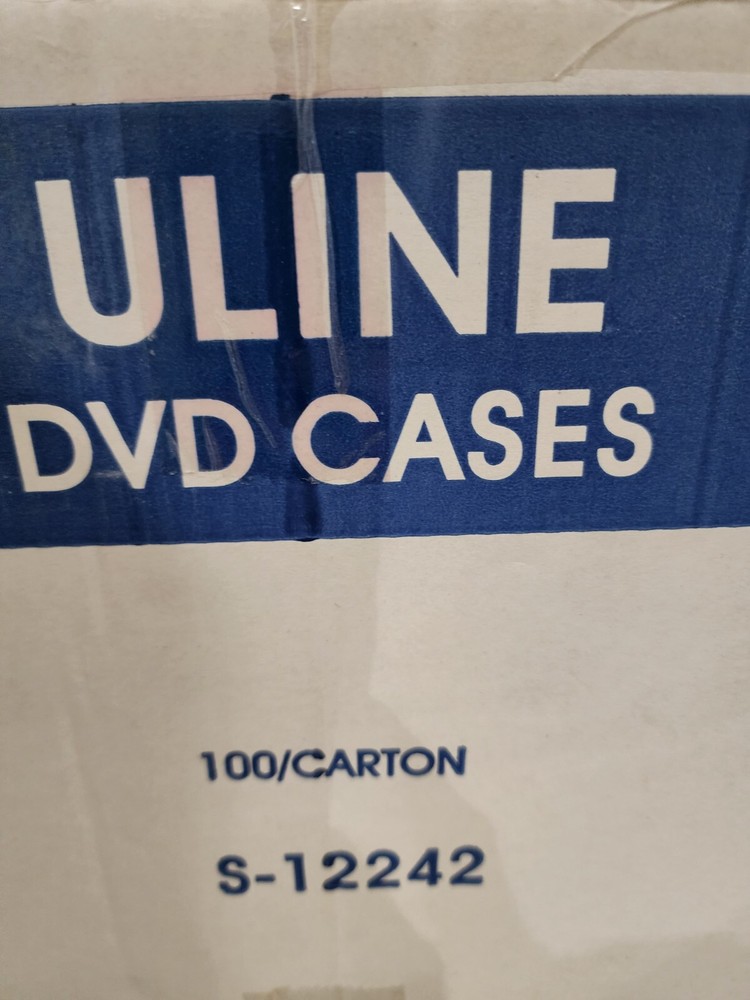 ULINE
DVD CASES
100/CARTON
S-12242